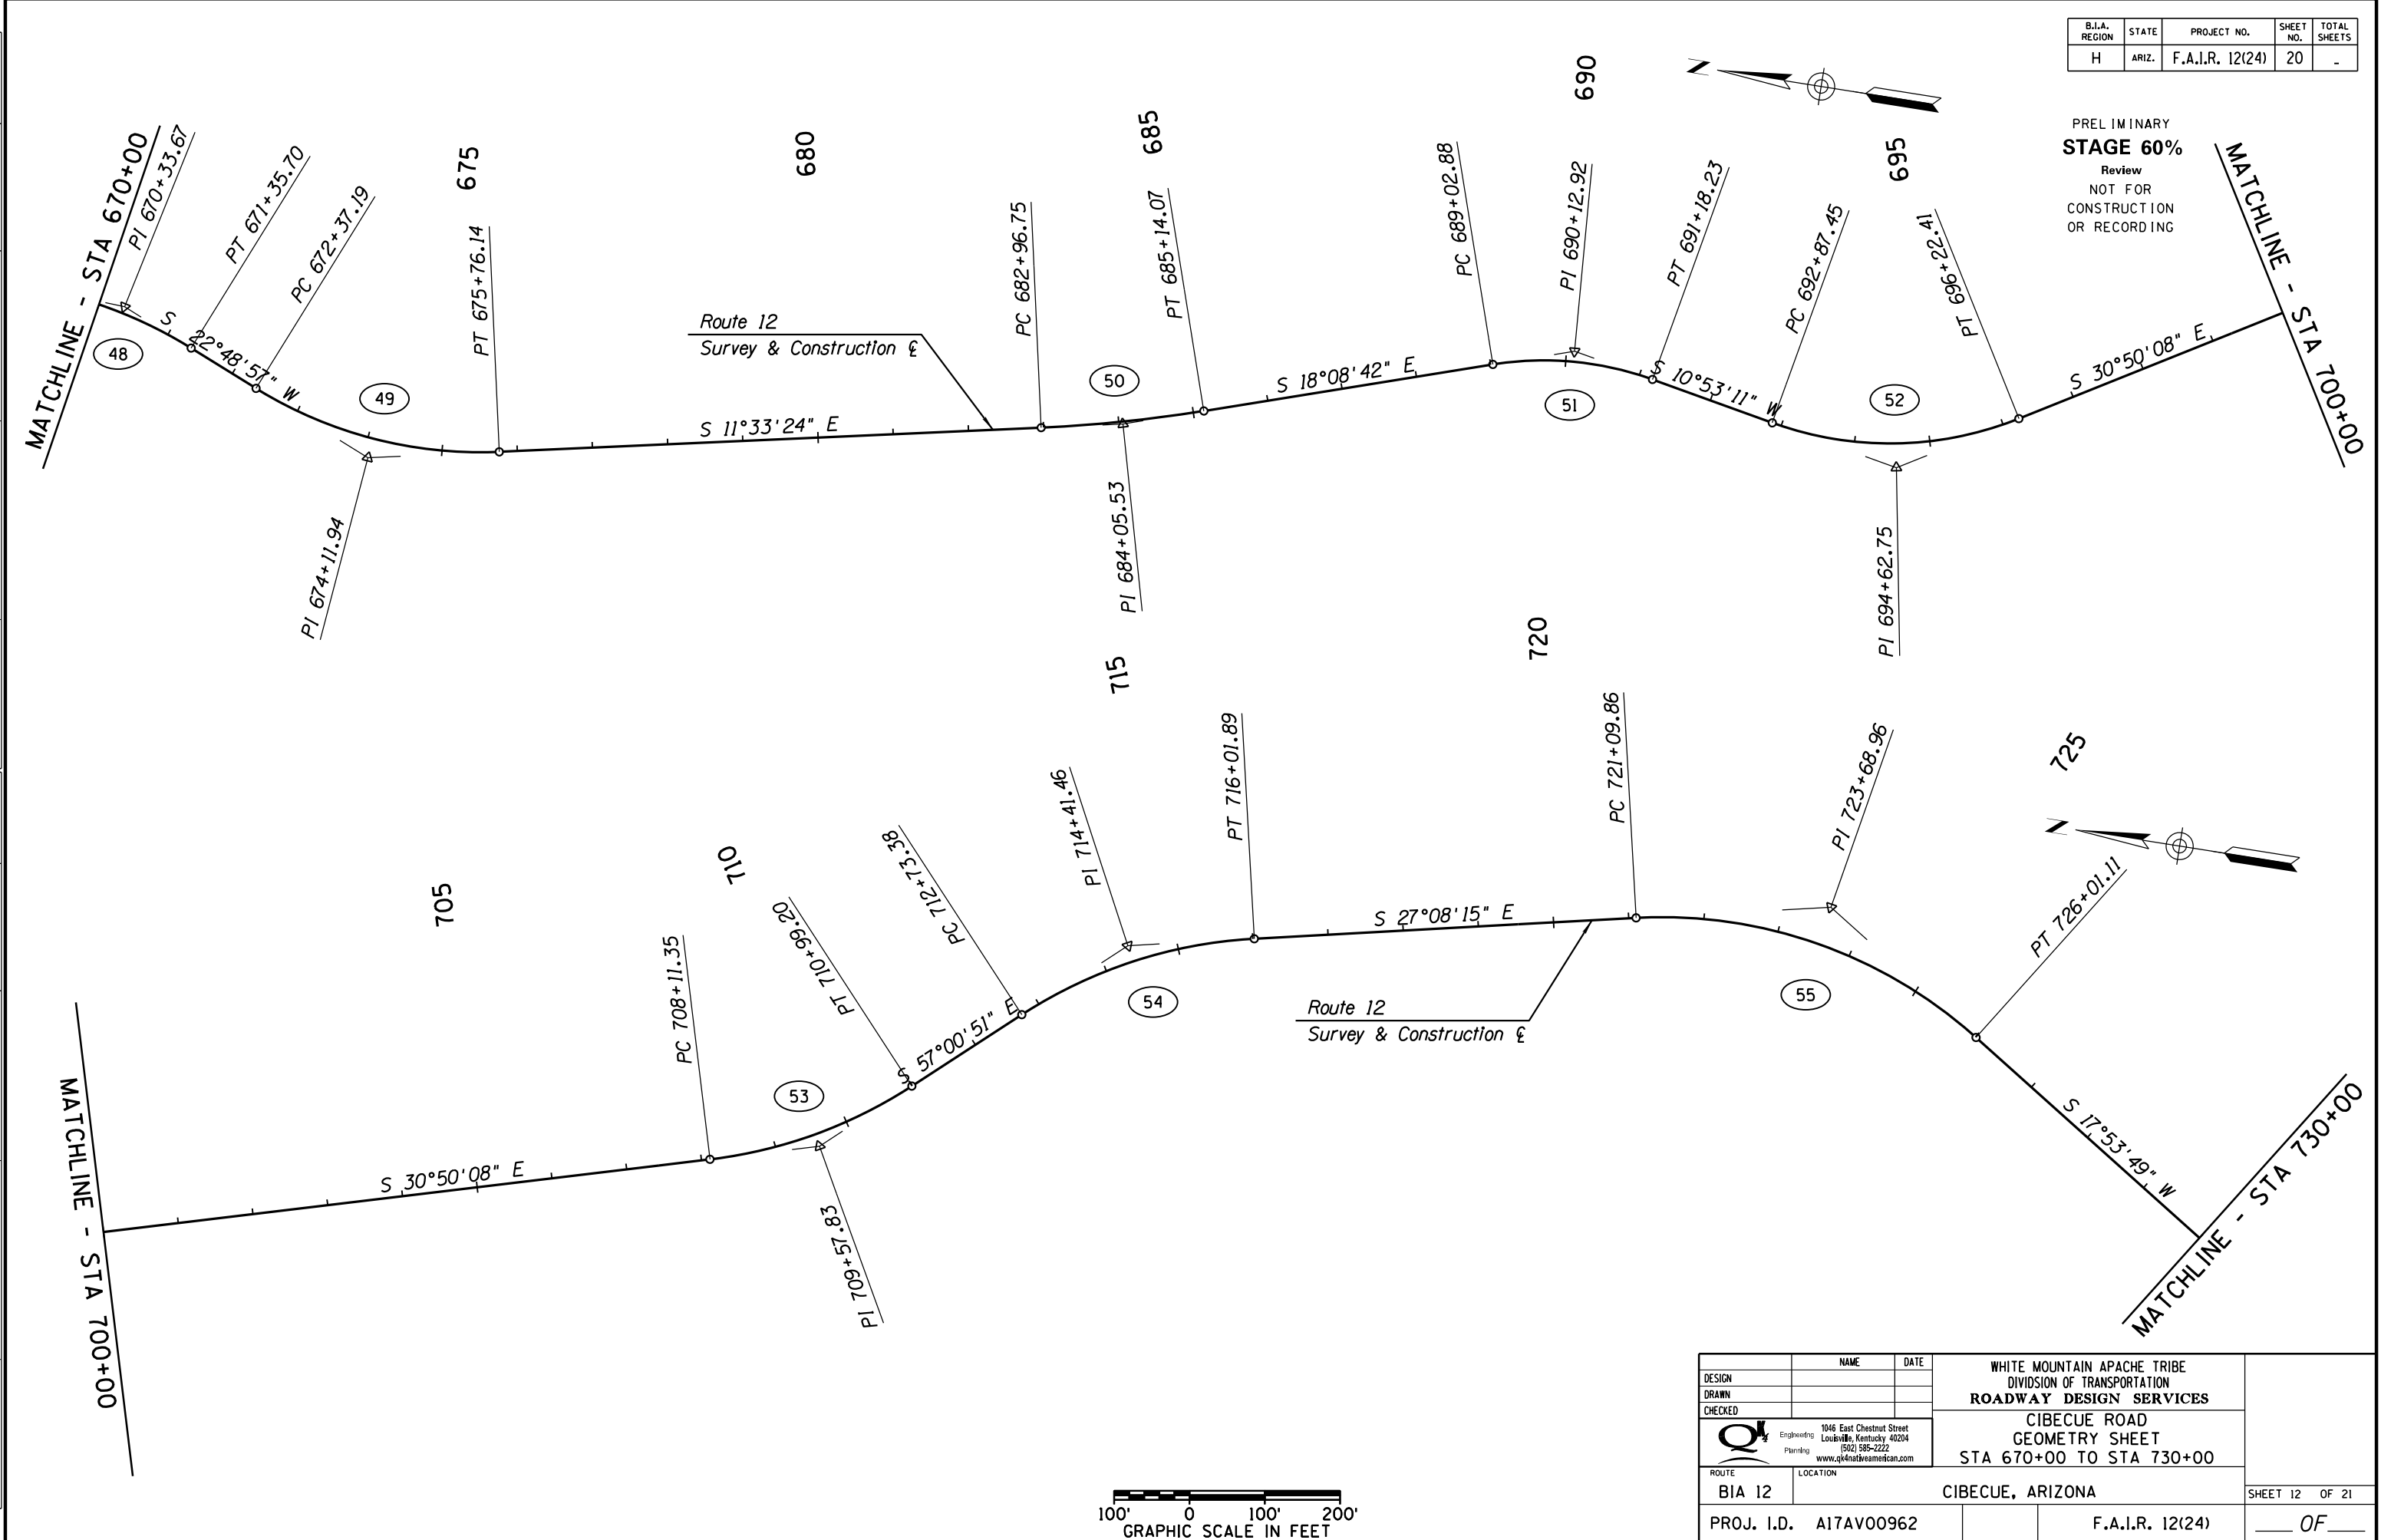 B.I.A. REGION STATE PROJECT NO. SHEET NO. TOTAL SHEETS
H ARIZ. F.A.I.R. 12(24) 20 -
PRELIMINARY
STAGE 60%
Review
NOT FOR
CONSTRUCTION
OR RECORDING
N
MATCHLINE - STA 670+00
PI 670+33.67
PT 671+35.70
PC 672+37.19
675
PT 675+76.14
680
PC 682+96.75
685
PT 685+14.07
PC 689+02.88
690
PI 690+12.92
PT 691+18.23
PC 692+87.45
695
PT 696+22.41
MATCHLINE - STA 700+00
48
S 22°48'57" W
49
PI 674+11.94
S 11°33'24" E
Route 12
Survey & Construction ℄
50
PI 684+05.53
S 18°08'42" E
51
S 10°53'11" W
52
PI 694+62.75
S 30°50'08" E
MATCHLINE - STA 700+00
705
S 30°50'08" E
PC 708+11.35
710
PT 710+99.20
53
PI 709+57.83
S 57°00'51" E
PC 712+73.38
PI 714+41.46
715
54
PT 716+01.89
S 27°08'15" E
Route 12
Survey & Construction ℄
720
PC 721+09.86
55
PI 723+68.96
725
PT 726+01.11
N
S 17°53'49" W
MATCHLINE - STA 730+00
100' 0 100' 200'
GRAPHIC SCALE IN FEET
NAME DATE
DESIGN
DRAWN
CHECKED
QK4
Engineering
Planning
1046 East Chestnut Street
Louisville, Kentucky 40204
(502) 585-2222
www.qk4nativeamerican.com
WHITE MOUNTAIN APACHE TRIBE
DIVIDSION OF TRANSPORTATION
ROADWAY DESIGN SERVICES
CIBECUE ROAD
GEOMETRY SHEET
STA 670+00 TO STA 730+00
ROUTE
BIA 12
LOCATION
CIBECUE, ARIZONA
SHEET 12 OF 21
PROJ. I.D. A17AV00962
F.A.I.R. 12(24)
____ OF ____